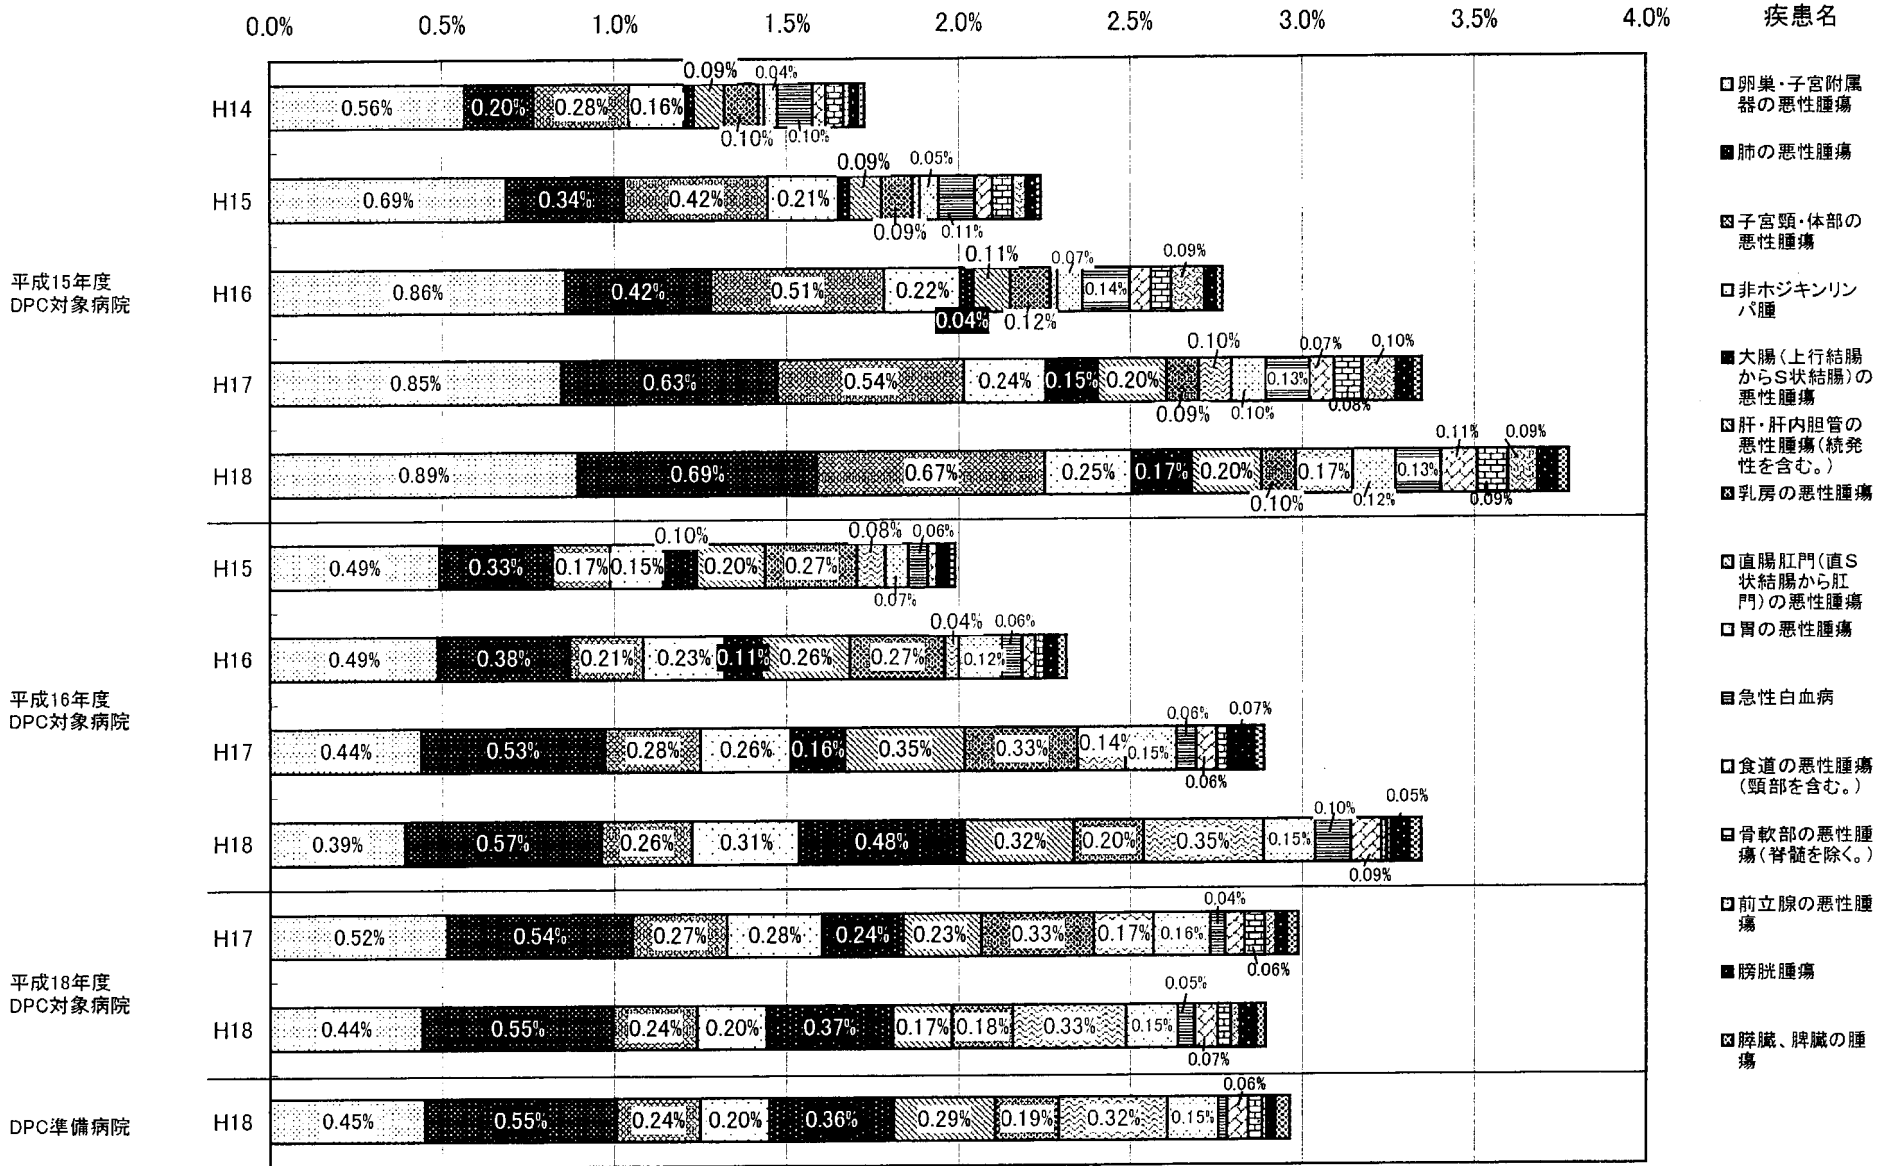 0.0% 0.5% 1.0% 1.5% 2.0% 2.5% 3.0% 3.5% 4.0%
疾患名
平成15年度
DPC対象病院
H14
0.56% 0.20% 0.28% 0.16% 0.09% 0.10% 0.04% 0.10%
H15
0.69% 0.34% 0.42% 0.21% 0.09% 0.09% 0.05% 0.11%
H16
0.86% 0.42% 0.51% 0.22% 0.04% 0.11% 0.12% 0.07% 0.14% 0.09%
H17
0.85% 0.63% 0.54% 0.24% 0.15% 0.20% 0.09% 0.10% 0.10% 0.13% 0.07% 0.08% 0.10%
H18
0.89% 0.69% 0.67% 0.25% 0.17% 0.20% 0.10% 0.17% 0.12% 0.13% 0.11% 0.09% 0.09%
平成16年度
DPC対象病院
H15
0.49% 0.33% 0.17% 0.15% 0.10% 0.20% 0.27% 0.08% 0.07% 0.06%
H16
0.49% 0.38% 0.21% 0.23% 0.11% 0.26% 0.27% 0.04% 0.12% 0.06%
H17
0.44% 0.53% 0.28% 0.26% 0.16% 0.35% 0.33% 0.14% 0.15% 0.06% 0.06% 0.07%
H18
0.39% 0.57% 0.26% 0.31% 0.48% 0.32% 0.20% 0.35% 0.15% 0.10% 0.09% 0.05%
平成18年度
DPC対象病院
H17
0.52% 0.54% 0.27% 0.28% 0.24% 0.23% 0.33% 0.17% 0.16% 0.04% 0.06%
H18
0.44% 0.55% 0.24% 0.20% 0.37% 0.17% 0.18% 0.33% 0.15% 0.05% 0.07%
DPC準備病院
H18
0.45% 0.55% 0.24% 0.20% 0.36% 0.29% 0.19% 0.32% 0.15% 0.06%
卵巣・子宮附属
器の悪性腫瘍
肺の悪性腫瘍
子宮頸・体部の
悪性腫瘍
非ホジキンリン
パ腫
大腸(上行結腸
からS状結腸)の
悪性腫瘍
肝・肝内胆管の
悪性腫瘍(続発
性を含む。)
乳房の悪性腫瘍
直腸肛門(直S
状結腸から肛
門)の悪性腫瘍
胃の悪性腫瘍
急性白血病
食道の悪性腫瘍
(頸部を含む。)
骨軟部の悪性腫
瘍(脊髄を除く。)
前立腺の悪性腫
瘍
膀胱腫瘍
膵臓、脾臓の腫
瘍